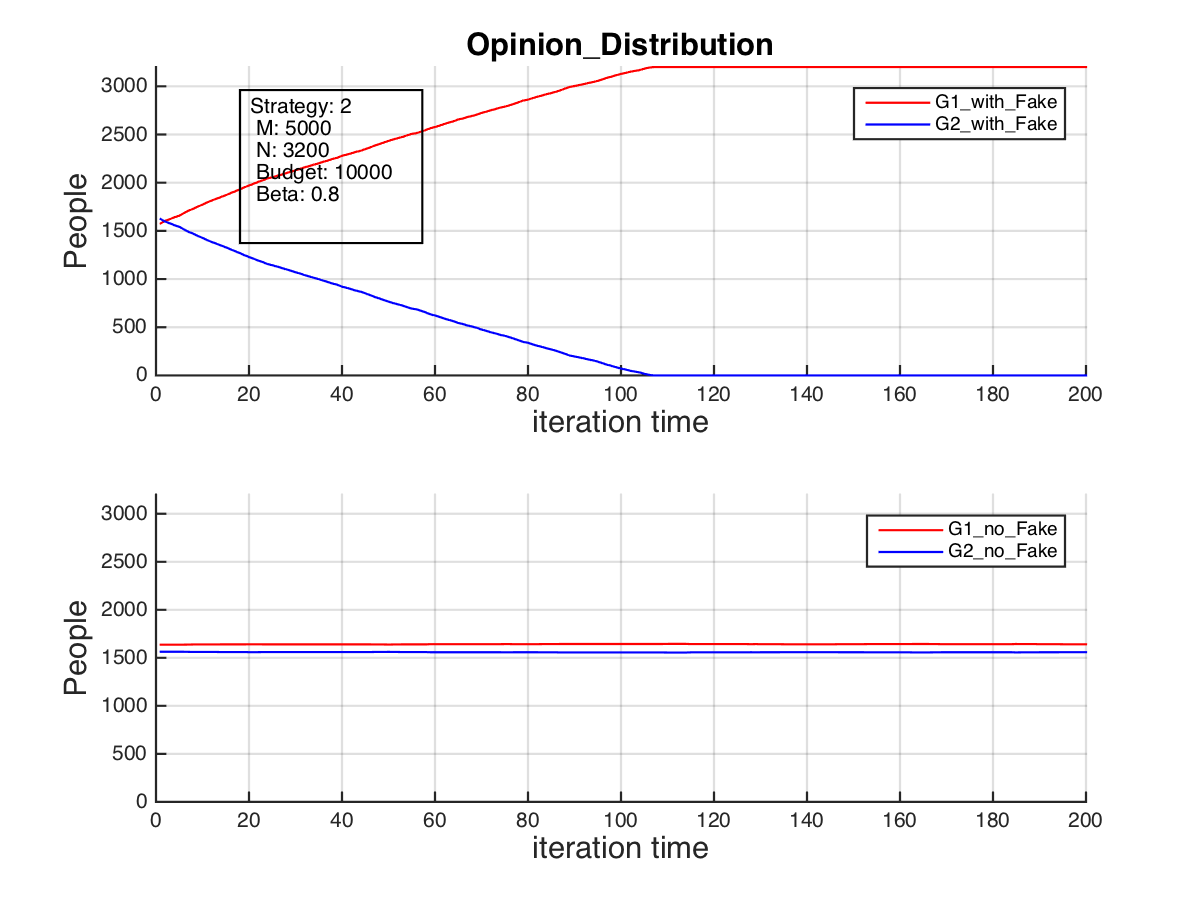 Opinion_Distribution
3000
2500
2000
1500
1000
500
0
People
Strategy: 2
M: 5000
N: 3200
Budget: 10000
Beta: 0.8
G1_with_Fake
G2_with_Fake
0 20 40 60 80 100 120 140 160 180 200
iteration time
3000
2500
2000
1500
1000
500
0
People
G1_no_Fake
G2_no_Fake
0 20 40 60 80 100 120 140 160 180 200
iteration time